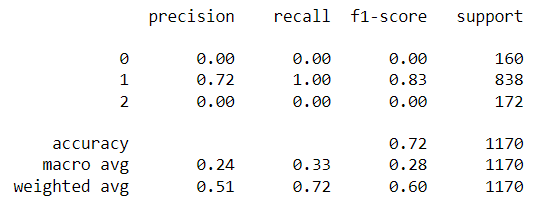 precision recall f1-score support
0 0.00 0.00 0.00 160
1 0.72 1.00 0.83 838
2 0.00 0.00 0.00 172
accuracy 0.72 1170
macro avg 0.24 0.33 0.28 1170
weighted avg 0.51 0.72 0.60 1170